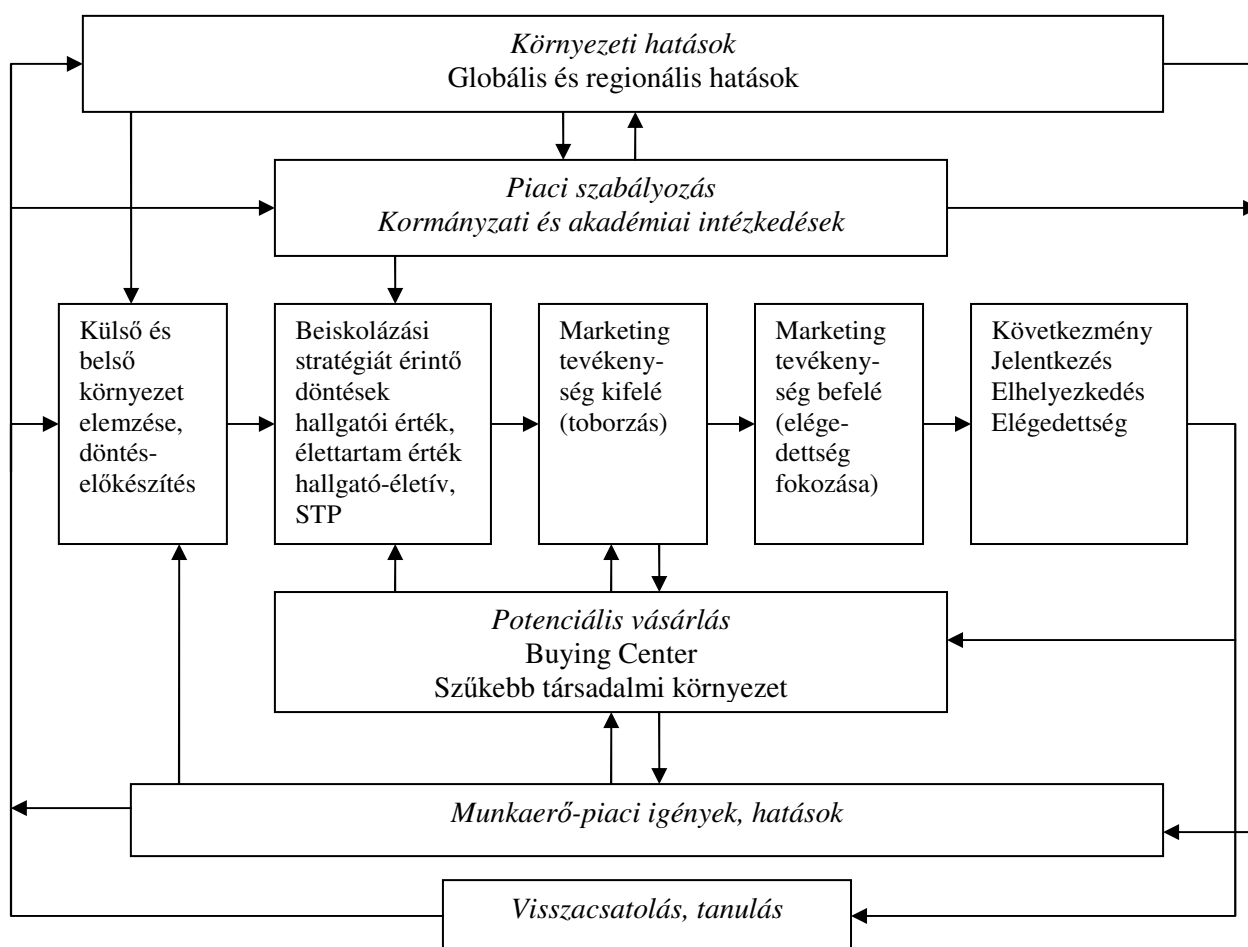 Környezeti hatások
Globális és regionális hatások
Piaci szabályozás
Kormányzati és akadémiai intézkedések
Külső és
belső
környezet
elemzése,
döntés-
előkészítés
Beiskolázási
stratégiát érintő
döntések
hallgatói érték,
élettartam érték
hallgató-életív,
STP
Marketing
tevékeny-
ség kifelé
(toborzás)
Marketing
tevékeny-
ség befelé
(elége-
dettség
fokozása)
Következmény
Jelentkezés
Elhelyezkedés
Elégedettség
Potenciális vásárlás
Buying Center
Szűkebb társadalmi környezet
Munkaerő-piaci igények, hatások
Visszacsatolás, tanulás